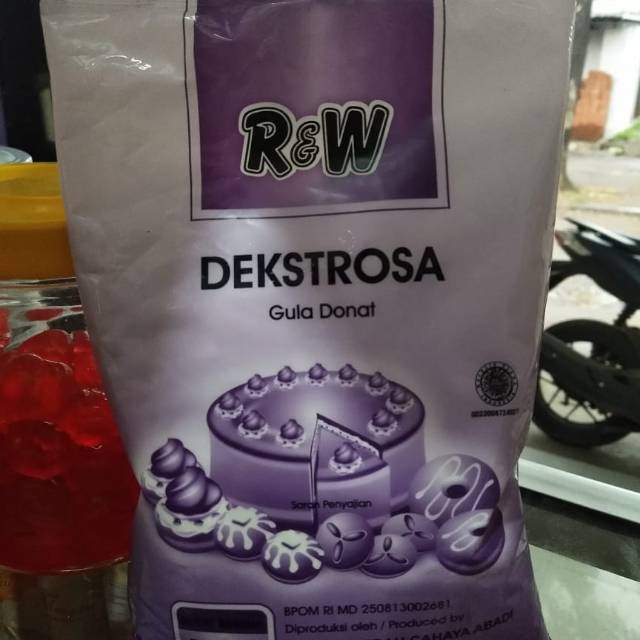 R&W
DEKSTROSA
Gula Donat
Saran Penyajian
BPOM RI MD 250813002681
Diproduksi oleh / Produced by
CAHAYA ABADI